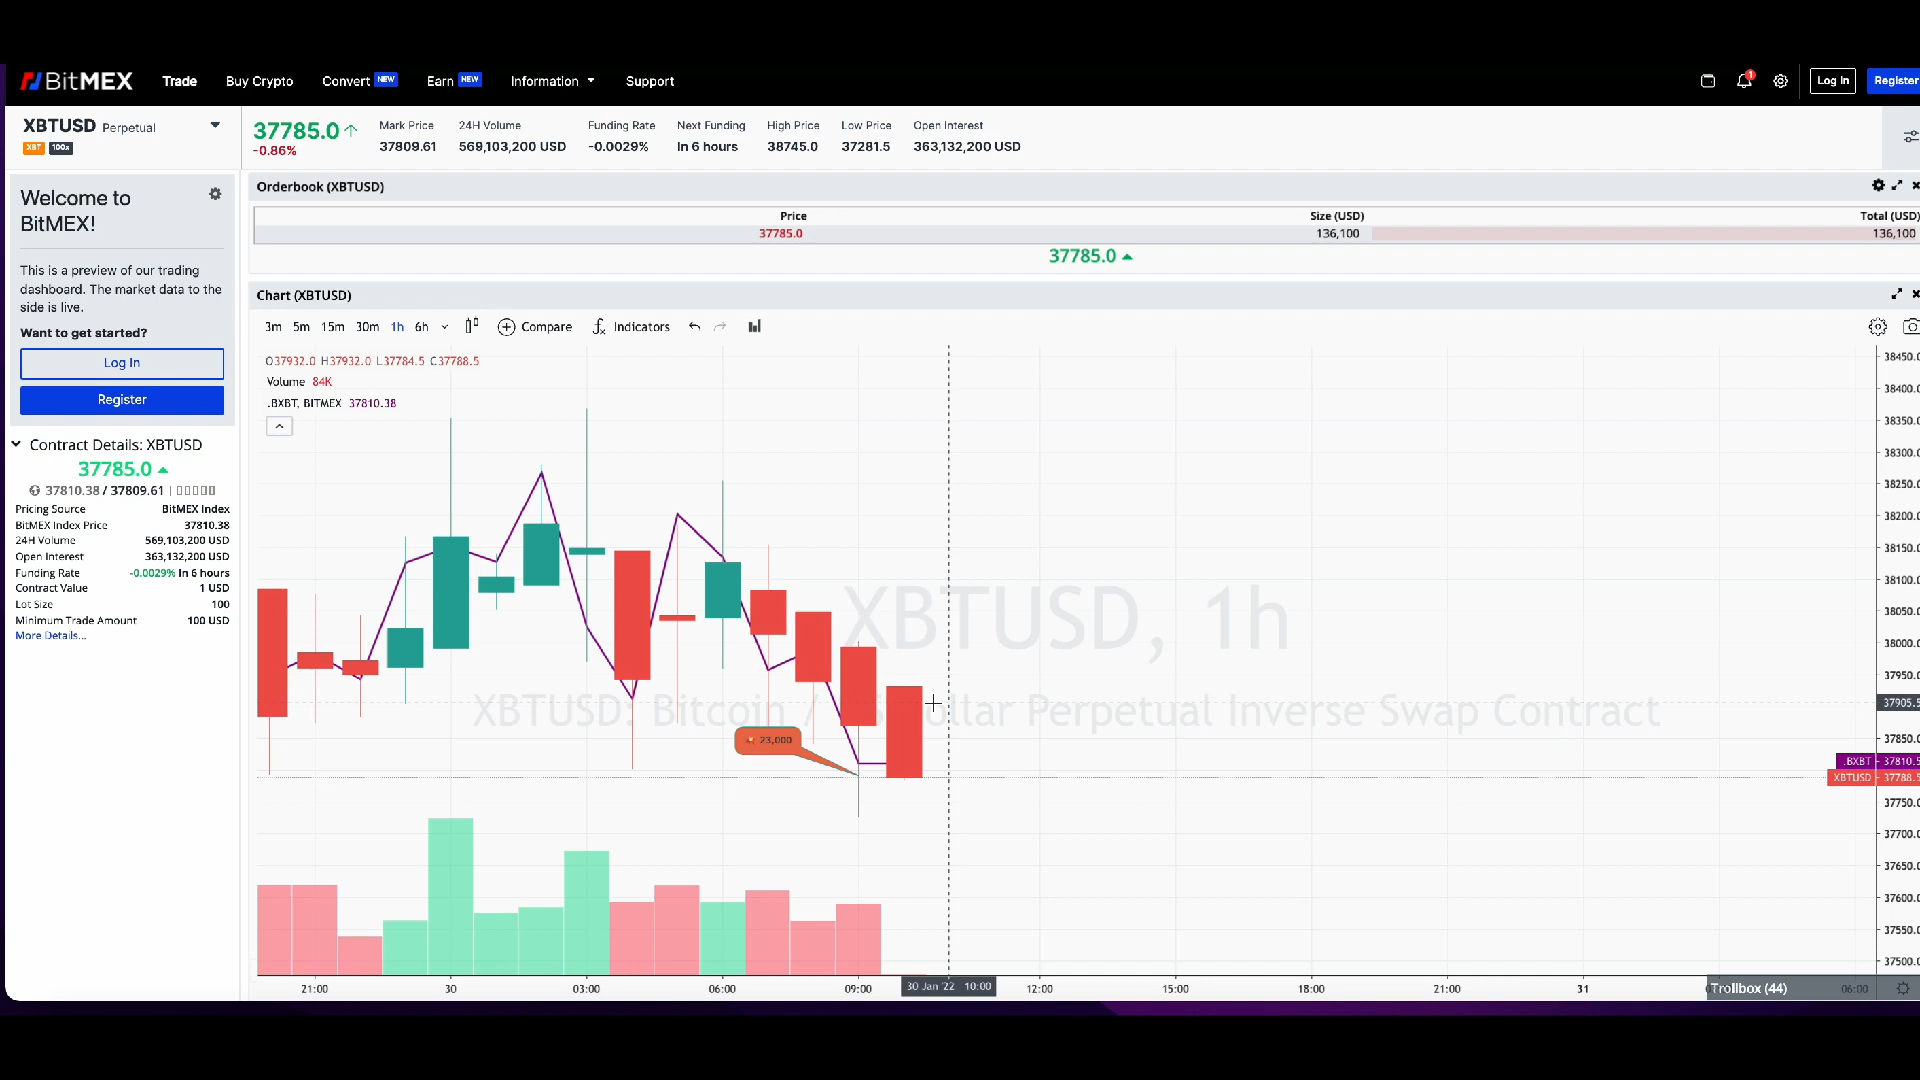 BitMEX Trade Buy Crypto Convert NEW Earn NEW Information Support 1 Log In Register
XBTUSD Perpetual
XBT 100x
37785.0
-0.86%
Mark Price 24H Volume Funding Rate Next Funding High Price Low Price Open Interest
37809.61 569,103,200 USD -0.0029% In 6 hours 38745.0 37281.5 363,132,200 USD
Welcome to
BitMEX!
This is a preview of our trading
dashboard. The market data to the
side is live.
Want to get started?
Log In
Register
Contract Details: XBTUSD
37785.0
37810.38 / 37809.61
Pricing Source BitMEX Index
BitMEX Index Price 37810.38
24H Volume 569,103,200 USD
Open Interest 363,132,200 USD
Funding Rate -0.0029% In 6 hours
Contract Value 1 USD
Lot Size 100
Minimum Trade Amount 100 USD
More Details...
Orderbook (XBTUSD)
Price Size (USD) Total (USD)
37785.0 136,100 136,100
37785.0
Chart (XBTUSD)
3m 5m 15m 30m 1h 6h Compare Indicators
O37932.0 H37932.0 L37784.5 C37788.5
Volume 84K
.BXBT, BITMEX 37810.38
XBTUSD, 1h
XBTUSD: Bitcoin / Dollar Perpetual Inverse Swap Contract
23,000
38450.0
38400.0
38350.0
38300.0
38250.0
38200.0
38150.0
38100.0
38050.0
38000.0
37950.0
37905.5
37850.0
.BXBT 37810.5
XBTUSD 37788.5
37750.0
37700.0
37650.0
37600.0
37550.0
37500.0
21:00 30 03:00 06:00 09:00 30 Jan '22 10:00 12:00 15:00 18:00 21:00 31 06:00
Trollbox (44)